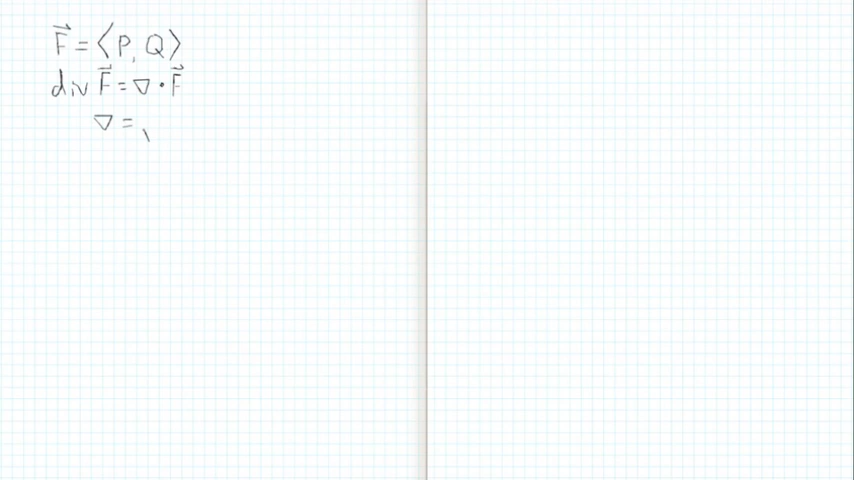 F⃗ = ⟨P, Q⟩
div F⃗ = ∇ · F⃗
∇ =